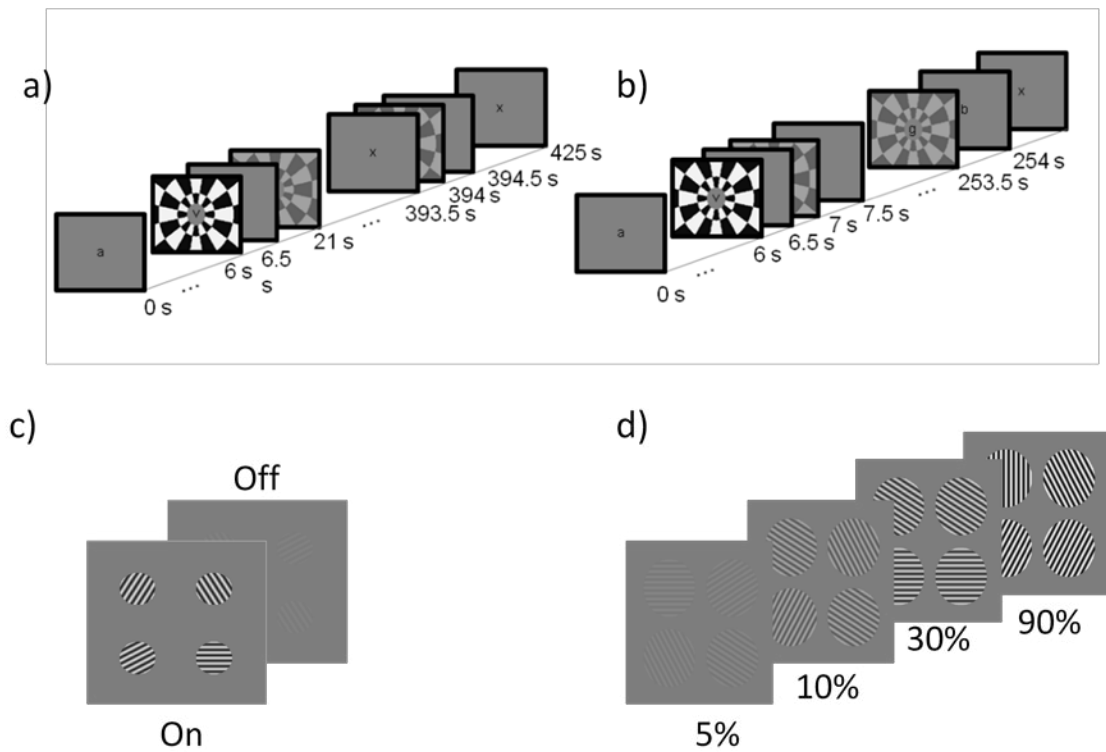 a)
a
v
x
x
0 s
...
6 s
6.5
s
21 s
...
393.5 s
394 s
394.5 s
425 s
b)
a
v
g
b
x
0 s
...
6 s
6.5 s
7 s
7.5 s
...
253.5 s
254 s
c)
Off
On
d)
5%
10%
30%
90%